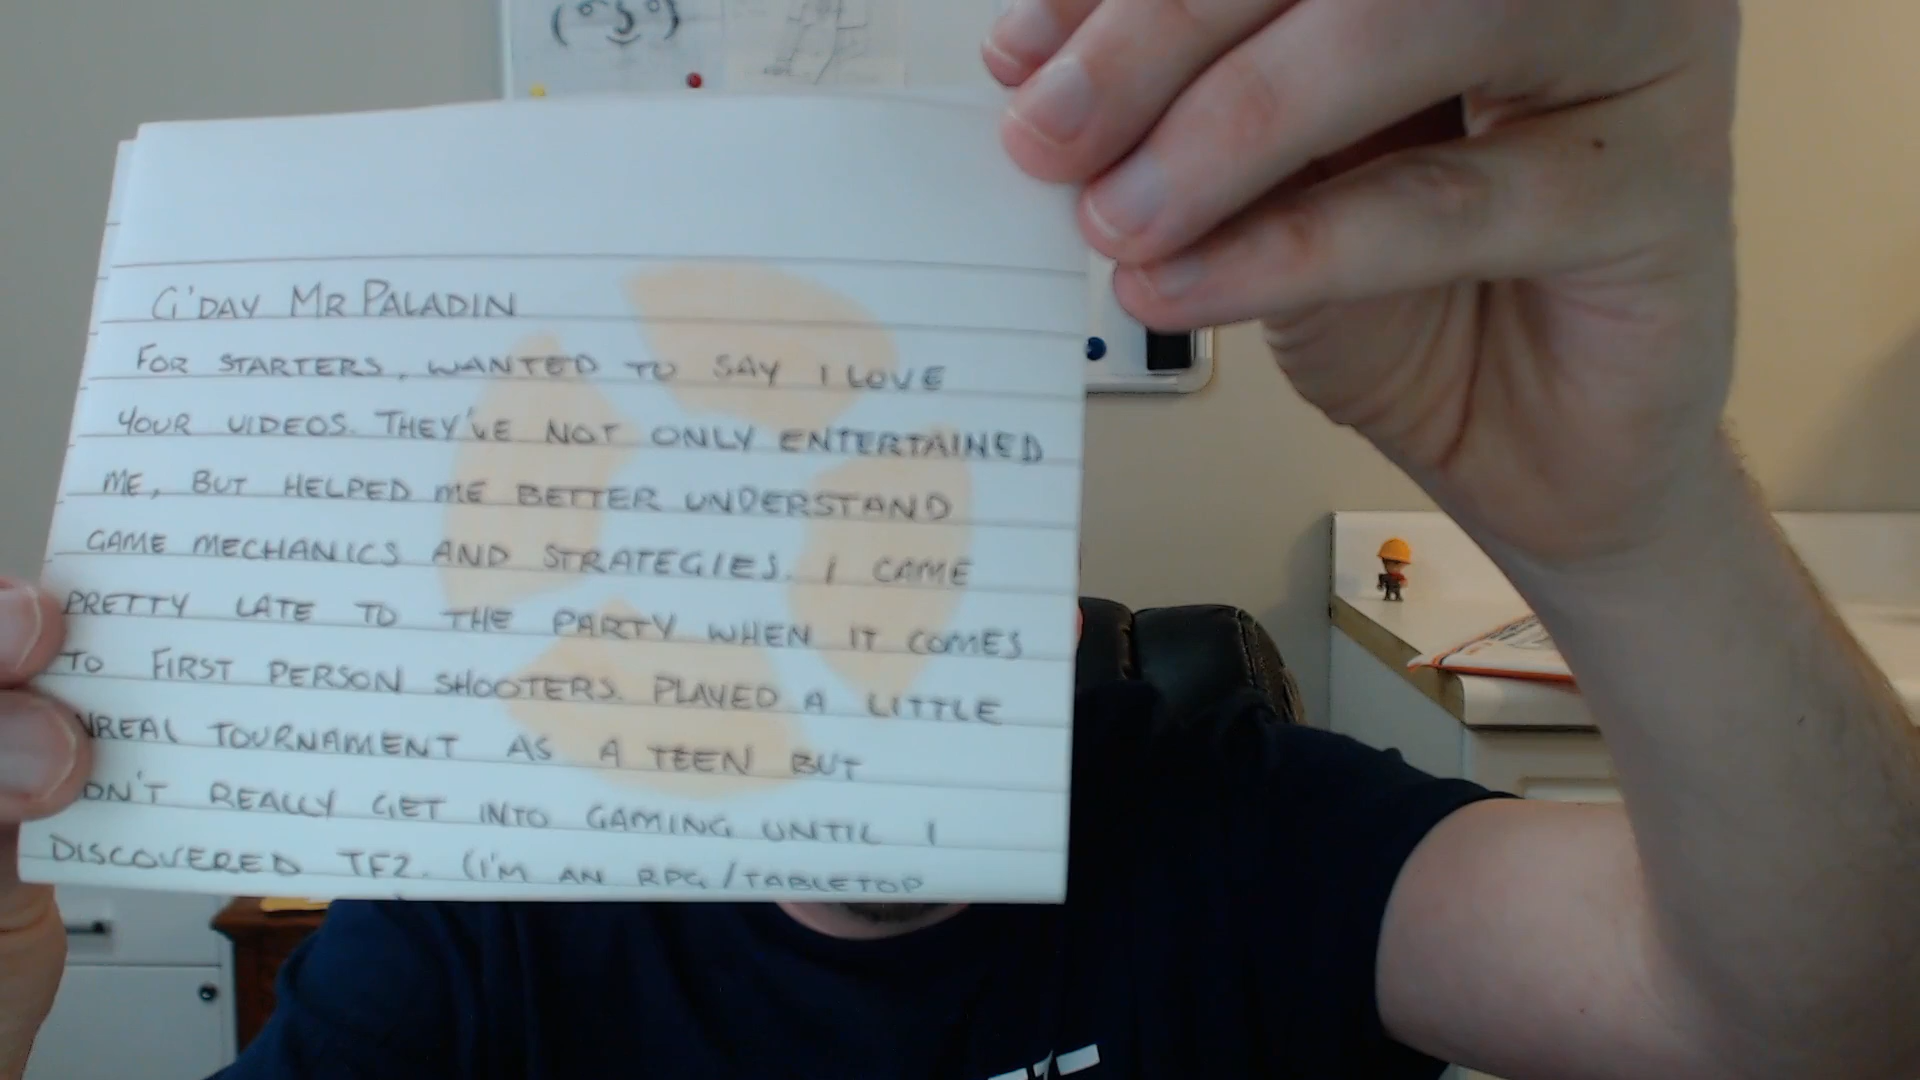 ( ͡° ͜ʖ ͡°)
G'DAY MR PALADIN
FOR STARTERS, WANTED TO SAY I LOVE
YOUR VIDEOS. THEY'VE NOT ONLY ENTERTAINED
ME, BUT HELPED ME BETTER UNDERSTAND
GAME MECHANICS AND STRATEGIES. I CAME
PRETTY LATE TO THE PARTY WHEN IT COMES
TO FIRST PERSON SHOOTERS. PLAYED A LITTLE
UNREAL TOURNAMENT AS A TEEN BUT
REALLY GET INTO GAMING UNTIL I
DISCOVERED TF2. (I'M AN RPG/TABLETOP